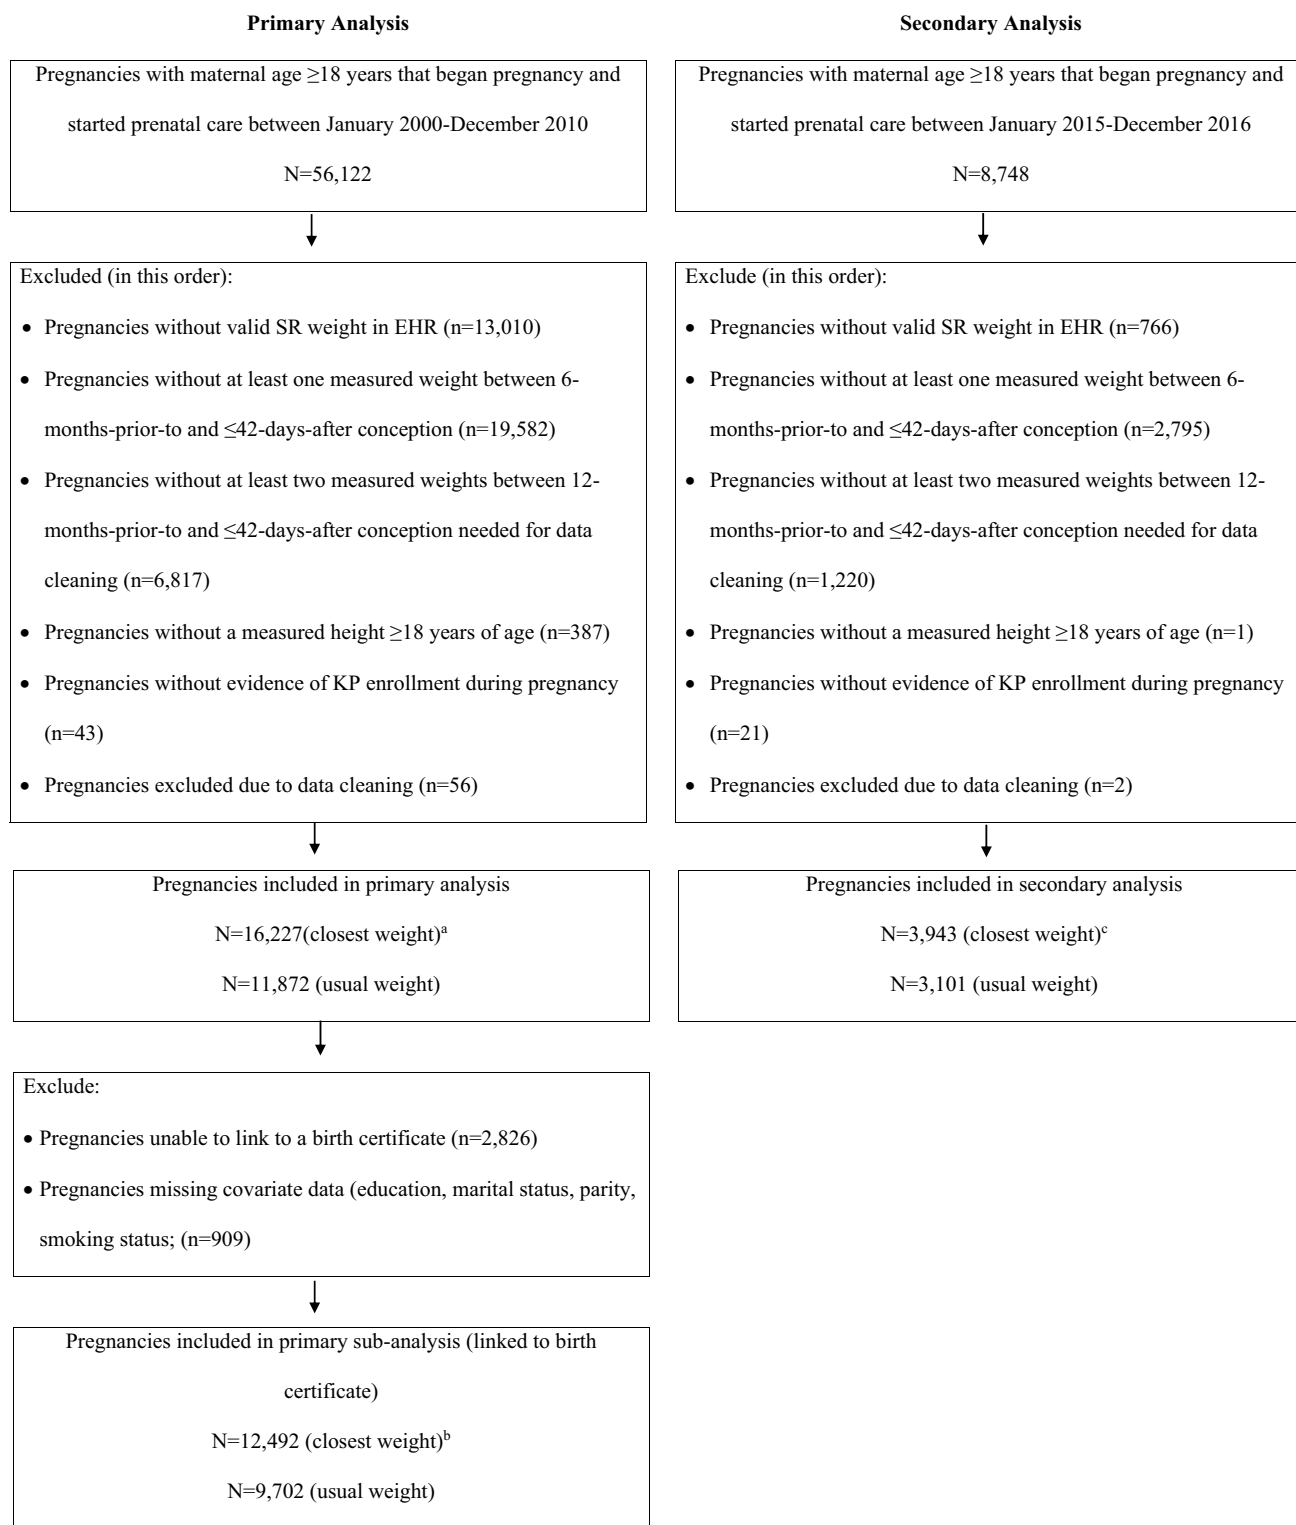 Primary Analysis
Pregnancies with maternal age ≥18 years that began pregnancy and
started prenatal care between January 2000-December 2010
N=56,122
Excluded (in this order):
• Pregnancies without valid SR weight in EHR (n=13,010)
• Pregnancies without at least one measured weight between 6-
months-prior-to and ≤42-days-after conception (n=19,582)
• Pregnancies without at least two measured weights between 12-
months-prior-to and ≤42-days-after conception needed for data
cleaning (n=6,817)
• Pregnancies without a measured height ≥18 years of age (n=387)
• Pregnancies without evidence of KP enrollment during pregnancy
(n=43)
• Pregnancies excluded due to data cleaning (n=56)
Pregnancies included in primary analysis
N=16,227(closest weight)a
N=11,872 (usual weight)
Exclude:
• Pregnancies unable to link to a birth certificate (n=2,826)
• Pregnancies missing covariate data (education, marital status, parity,
smoking status; (n=909)
Pregnancies included in primary sub-analysis (linked to birth
certificate)
N=12,492 (closest weight)b
N=9,702 (usual weight)
Secondary Analysis
Pregnancies with maternal age ≥18 years that began pregnancy and
started prenatal care between January 2015-December 2016
N=8,748
Exclude (in this order):
• Pregnancies without valid SR weight in EHR (n=766)
• Pregnancies without at least one measured weight between 6-
months-prior-to and ≤42-days-after conception (n=2,795)
• Pregnancies without at least two measured weights between 12-
months-prior-to and ≤42-days-after conception needed for data
cleaning (n=1,220)
• Pregnancies without a measured height ≥18 years of age (n=1)
• Pregnancies without evidence of KP enrollment during pregnancy
(n=21)
• Pregnancies excluded due to data cleaning (n=2)
Pregnancies included in secondary analysis
N=3,943 (closest weight)c
N=3,101 (usual weight)